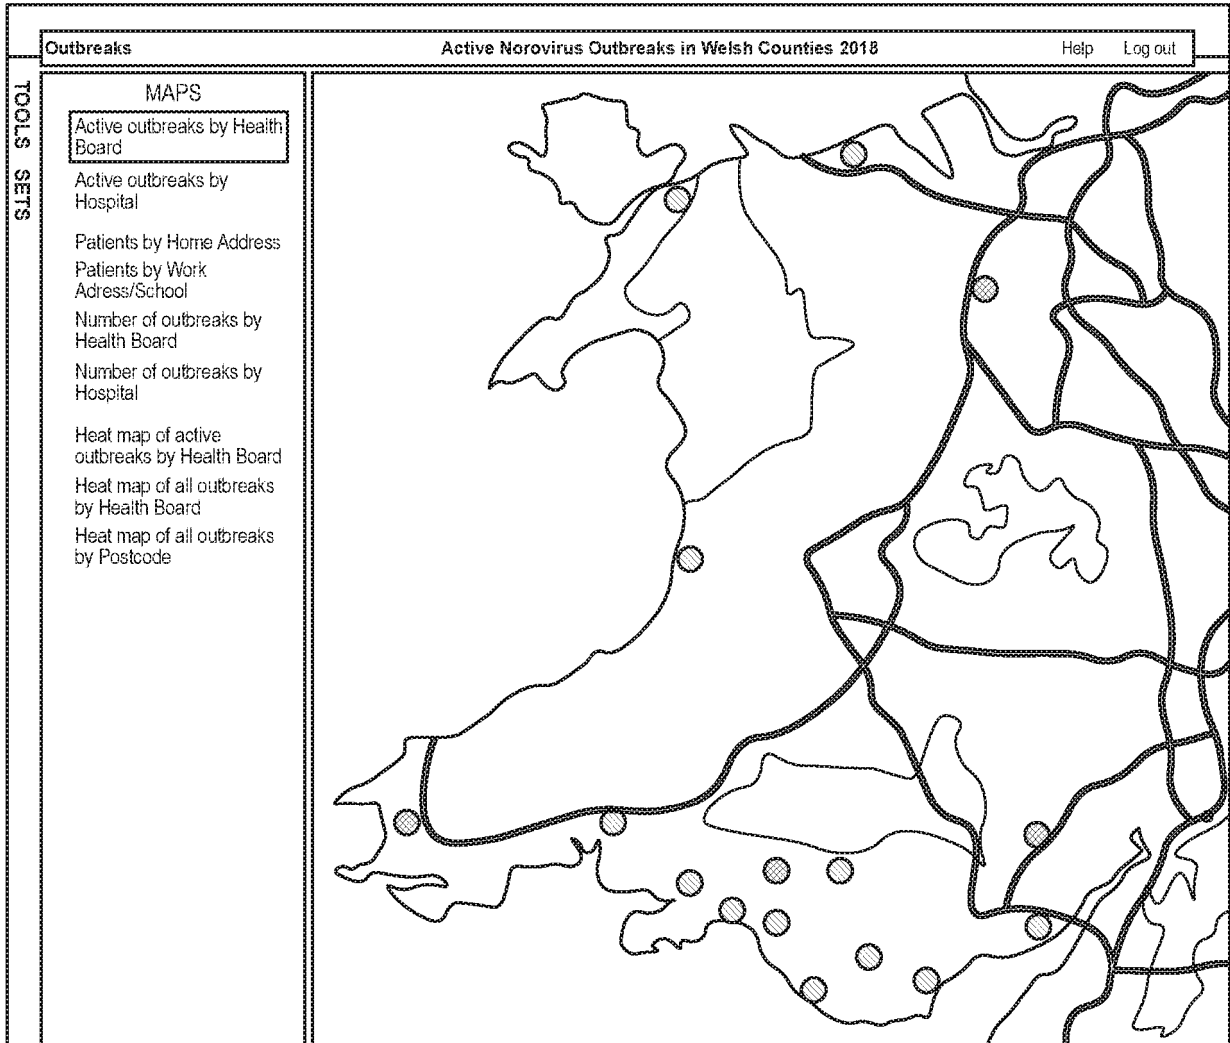 Outbreaks
Active Norovirus Outbreaks in Welsh Counties 2018
Help
Log out
TOOLS SETS
MAPS
Active outbreaks by Health
Board
Active outbreaks by
Hospital
Patients by Home Address
Patients by Work
Adress/School
Number of outbreaks by
Health Board
Number of outbreaks by
Hospital
Heat map of active
outbreaks by Health Board
Heat map of all outbreaks
by Health Board
Heat map of all outbreaks
by Postcode